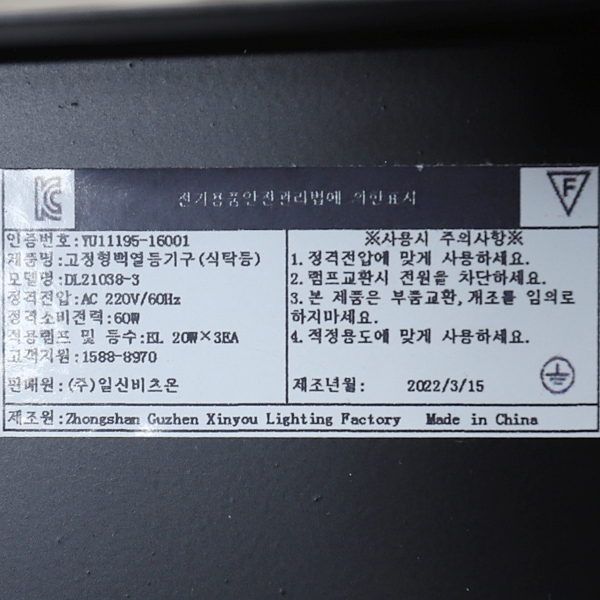 전기용품안전관리법에 의한표시
F
인증번호:YU11195-16001
제품명:고정형백열등기구(식탁등)
모델명:DL21038-3
정격전압:AC 220V/60Hz
정격소비전력:60W
적용램프 및 등수:EL 20W×3EA
고객지원:1588-8970
판매원:(주)일신비츠온
※사용시 주의사항※
1.정격전압에 맞게 사용하세요.
2.램프교환시 전원을 차단하세요.
3.본 제품은 부품교환,개조를 임의로
하지마세요.
4.적정용도에 맞게 사용하세요.
제조년월: 2022/3/15
제조원:Zhongshan Guzhen Xinyou Lighting Factory Made in China